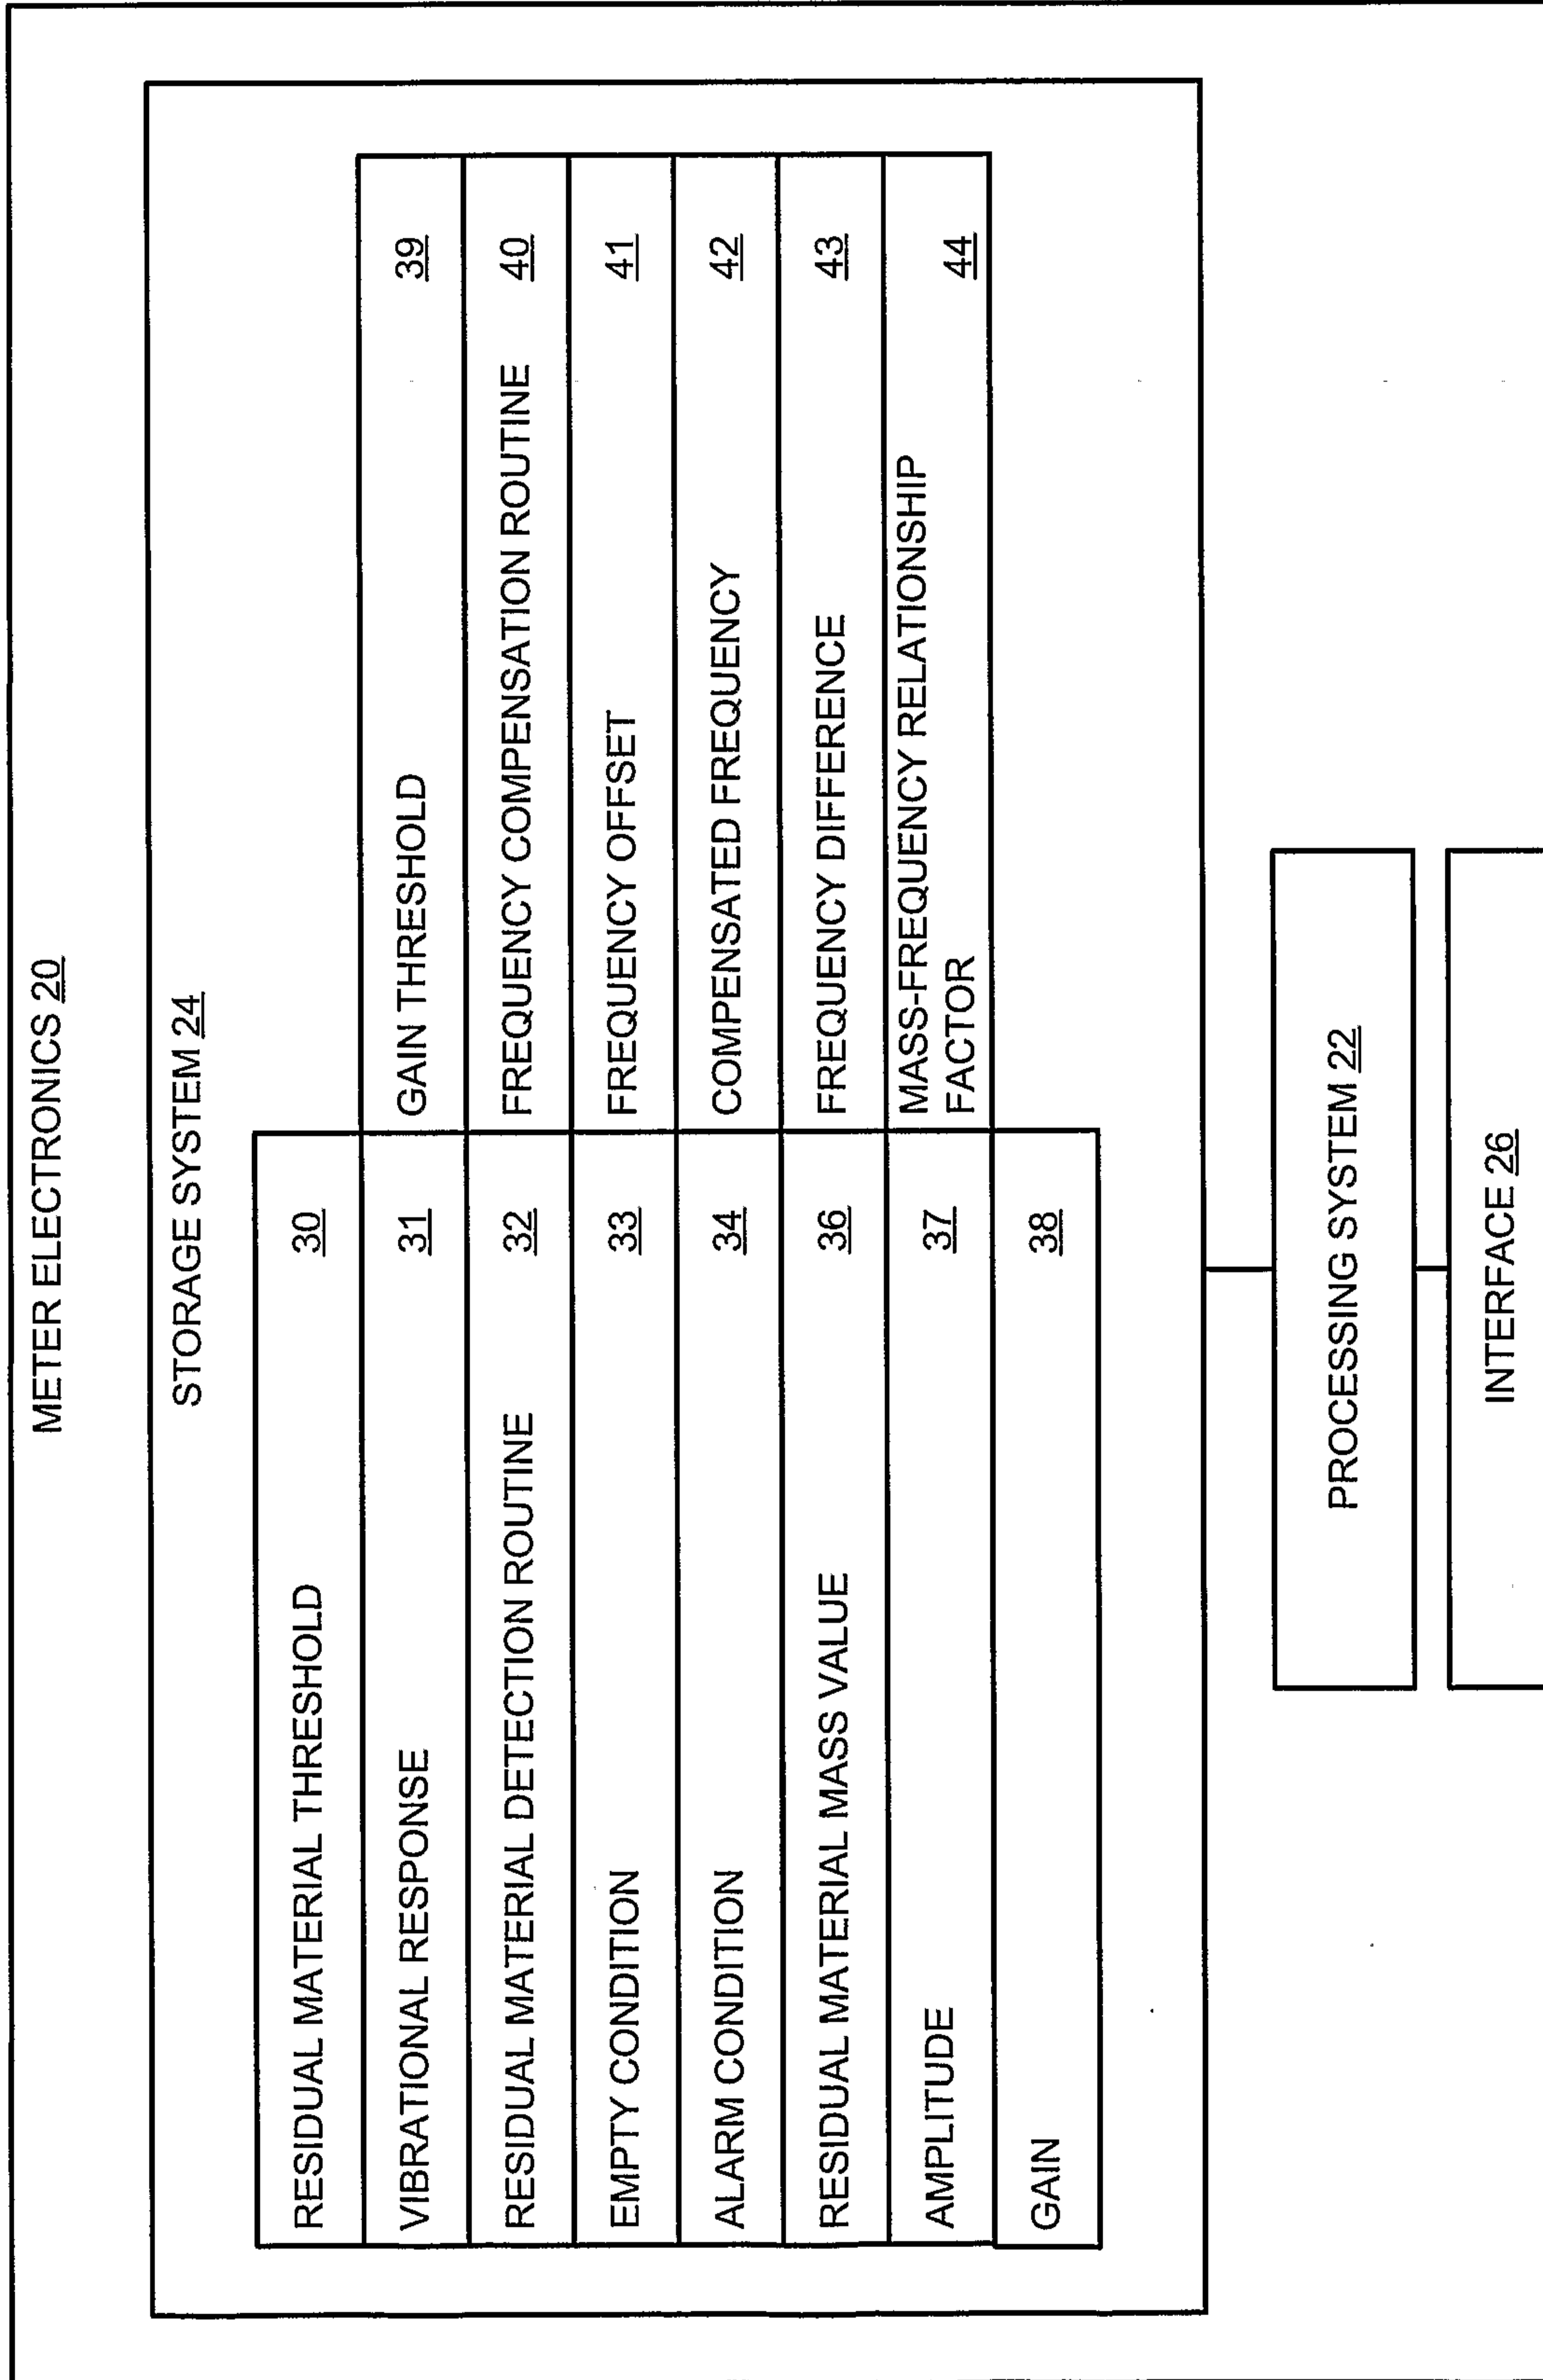 METER ELECTRONICS 20
STORAGE SYSTEM 24
RESIDUAL MATERIAL THRESHOLD 30
VIBRATIONAL RESPONSE 31
RESIDUAL MATERIAL DETECTION ROUTINE 32
EMPTY CONDITION 33
ALARM CONDITION 34
RESIDUAL MATERIAL MASS VALUE 36
AMPLITUDE 37
GAIN 38
GAIN THRESHOLD 39
FREQUENCY COMPENSATION ROUTINE 40
FREQUENCY OFFSET 41
COMPENSATED FREQUENCY 42
FREQUENCY DIFFERENCE 43
MASS-FREQUENCY RELATIONSHIP
FACTOR 44
PROCESSING SYSTEM 22
INTERFACE 26